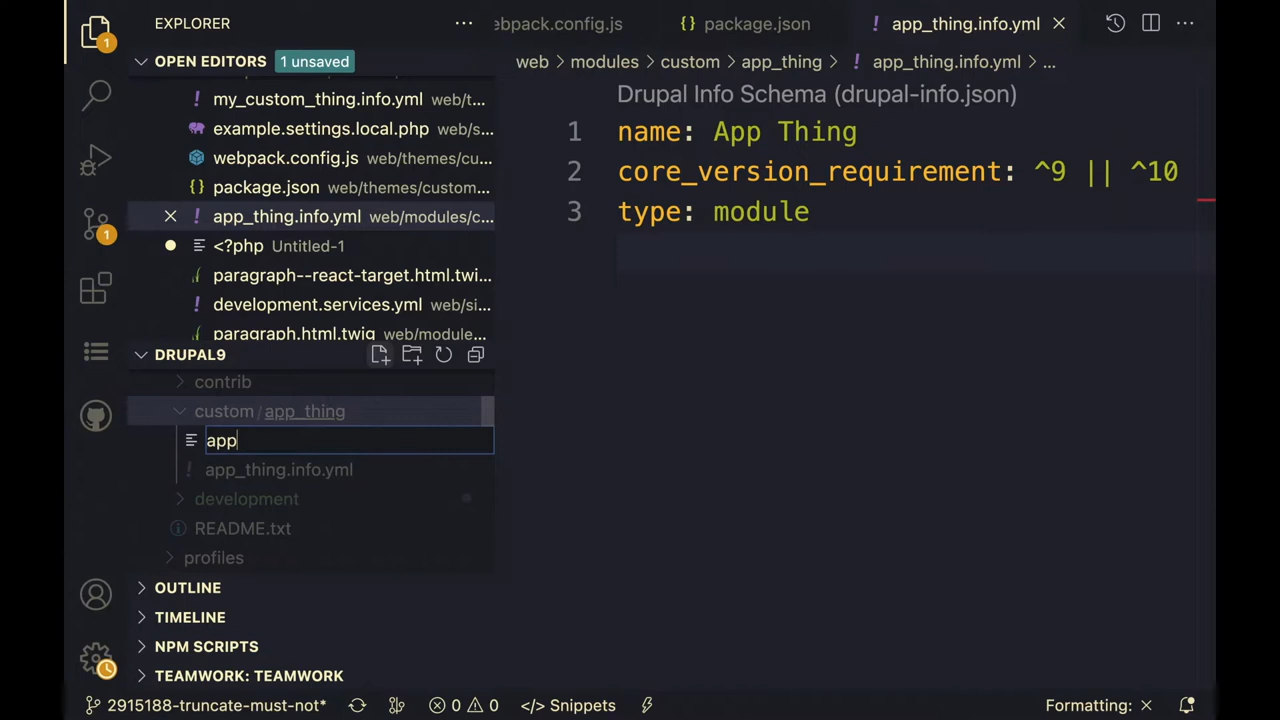 EXPLORER
ebpack.config.js
package.json
app_thing.info.yml
OPEN EDITORS 1 unsaved
web > modules > custom > app_thing > ! app_thing.info.yml > ...
my_custom_thing.info.yml web/t...
example.settings.local.php web/s...
webpack.config.js web/themes/cu...
{} package.json web/themes/custom...
! app_thing.info.yml web/modules/c...
<?php Untitled-1
paragraph--react-target.html.twi...
! development.services.yml web/si...
paragraph.html.twig web/module...
Drupal Info Schema (drupal-info.json)
1 name: App Thing
2 core_version_requirement: ^9 || ^10
3 type: module
DRUPAL9
contrib
custom / app_thing
app
! app_thing.info.yml
development
README.txt
profiles
OUTLINE
TIMELINE
NPM SCRIPTS
TEAMWORK: TEAMWORK
1
1
2915188-truncate-must-not*
0
0
</> Snippets
Formatting: ×